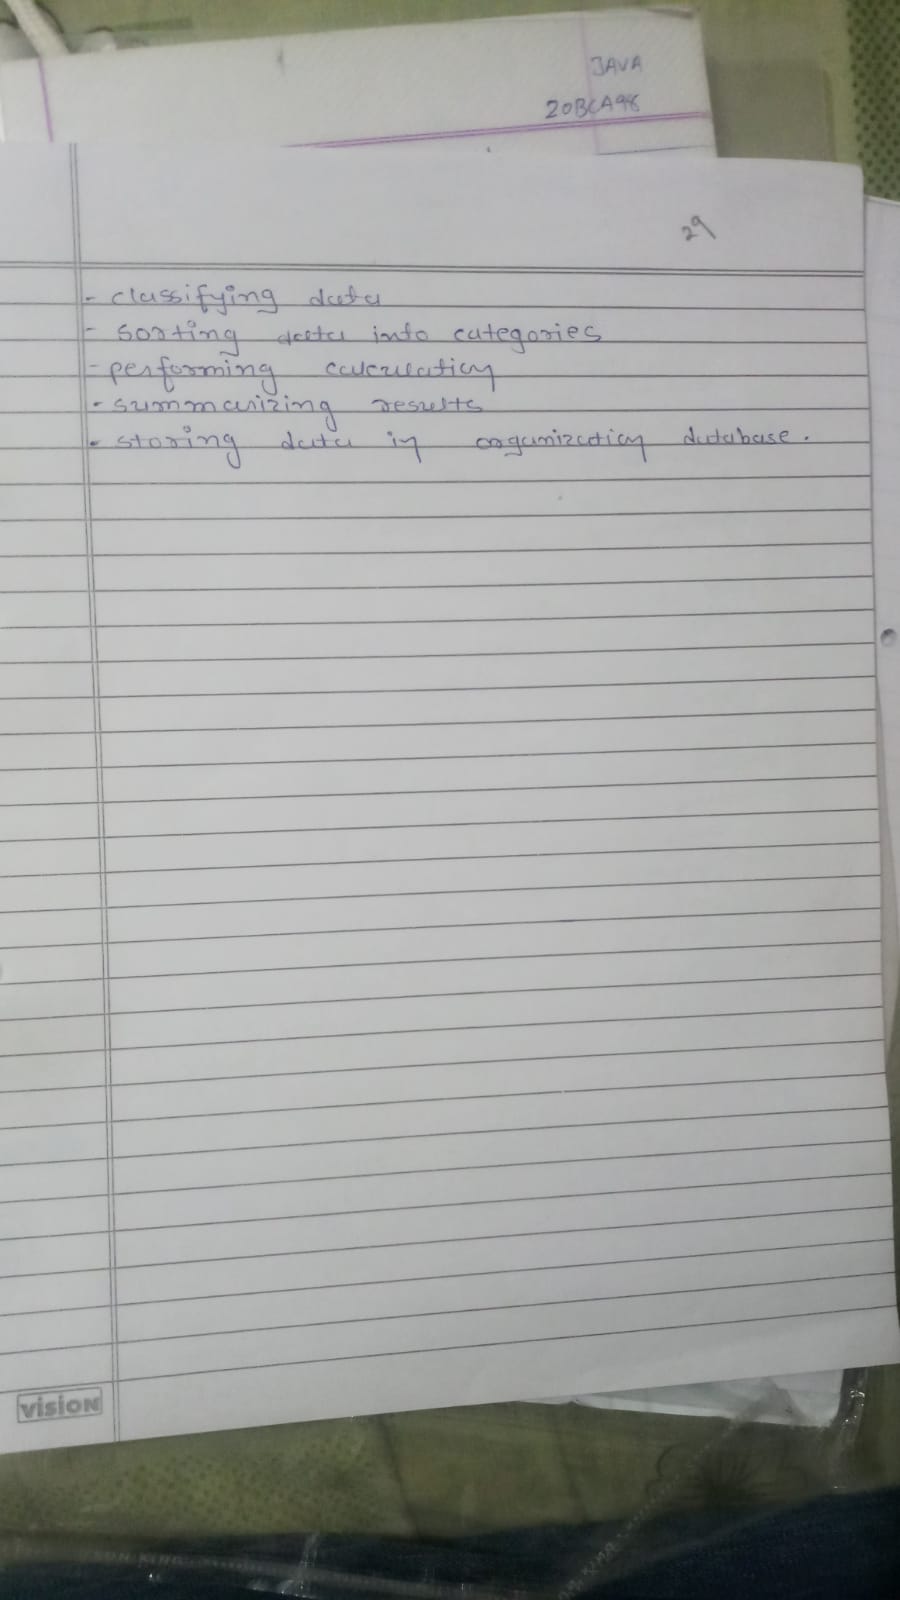 JAVA
20BCA98
29
- classifying data
- sorting data into categories
- performing calculation
- summarizing results
- storing data in organization database.
vision